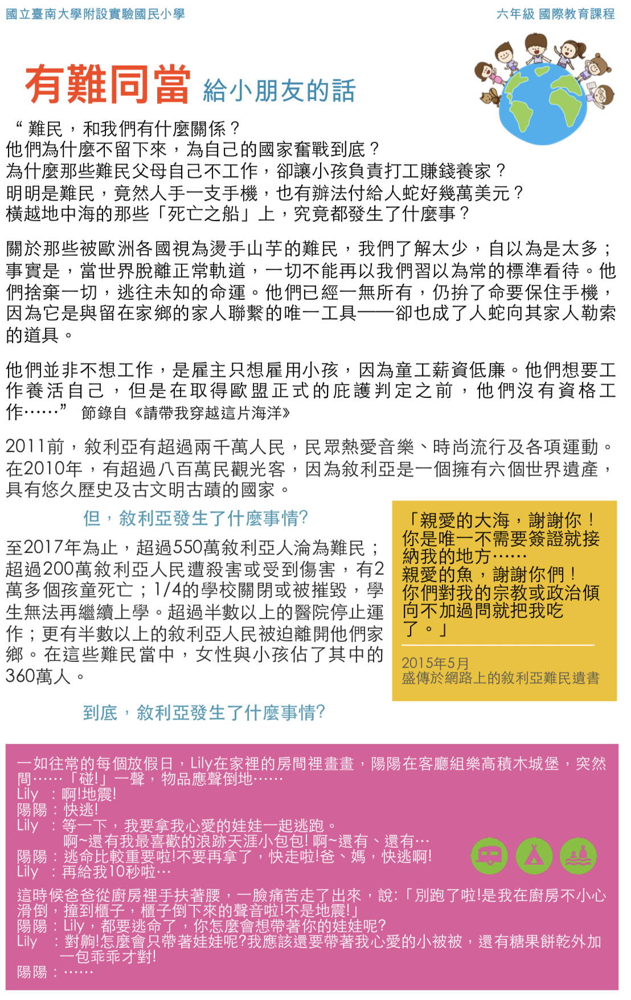 國立臺南大學附設實驗國民小學
六年級 國際教育課程
有難同當 給小朋友的話
“ 難民，和我們有什麼關係？
他們為什麼不留下來，為自己的國家奮戰到底？
為什麼那些難民父母自己不工作，卻讓小孩負責打工賺錢養家？
明明是難民，竟然人手一支手機，也有辦法付給人蛇好幾萬美元？
橫越地中海的那些「死亡之船」上，究竟都發生了什麼事？
關於那些被歐洲各國視為燙手山芋的難民，我們了解太少，自以為是太多；
事實是，當世界脫離正常軌道，一切不能再以我們習以為常的標準看待。他
們捨棄一切，逃往未知的命運。他們已經一無所有，仍拚了命要保住手機，
因為它是與留在家鄉的家人聯繫的唯一工具——卻也成了人蛇向其家人勒索
的道具。
他們並非不想工作，是雇主只想雇用小孩，因為童工薪資低廉。他們想要工
作養活自己，但是在取得歐盟正式的庇護判定之前，他們沒有資格工
作……” 節錄自《請帶我穿越這片海洋》
2011前，敘利亞有超過兩千萬人民，民眾熱愛音樂、時尚流行及各項運動。
在2010年，有超過八百萬民觀光客，因為敘利亞是一個擁有六個世界遺產，
具有悠久歷史及古文明古蹟的國家。
但，敘利亞發生了什麼事情?
至2017年為止，超過550萬敘利亞人淪為難民；
超過200萬敘利亞人民遭殺害或受到傷害，有2
萬多個孩童死亡；1/4的學校關閉或被摧毀，學
生無法再繼續上學。超過半數以上的醫院停止運
作；更有半數以上的敘利亞人民被迫離開他們家
鄉。在這些難民當中，女性與小孩佔了其中的
360萬人。
「親愛的大海，謝謝你！
你是唯一不需要簽證就接
納我的地方……
親愛的魚，謝謝你們！
你們對我的宗教或政治傾
向不加過問就把我吃
了。」
2015年5月
盛傳於網路上的敘利亞難民遺書
到底，敘利亞發生了什麼事情?
一如往常的每個放假日，Lily在家裡的房間裡畫畫，陽陽在客廳組樂高積木城堡，突然
間……「碰!」一聲，物品應聲倒地……
Lily ：啊!地震!
陽陽：快逃!
Lily ：等一下，我要拿我心愛的娃娃一起逃跑。
啊~還有我最喜歡的浪跡天涯小包包! 啊~還有、還有…
陽陽：逃命比較重要啦!不要再拿了，快走啦!爸、媽，快逃啊!
Lily ：再給我10秒啦…
這時候爸爸從廚房裡手扶著腰，一臉痛苦走了出來，說:「別跑了啦!是我在廚房不小心
滑倒，撞到櫃子，櫃子倒下來的聲音啦!不是地震!」
陽陽：Lily，都要逃命了，你怎麼會想帶著你的娃娃呢?
Lily ：對齁!怎麼會只帶著娃娃呢?我應該還要帶著我心愛的小被被，還有糖果餅乾外加
一包乖乖才對!
陽陽：……